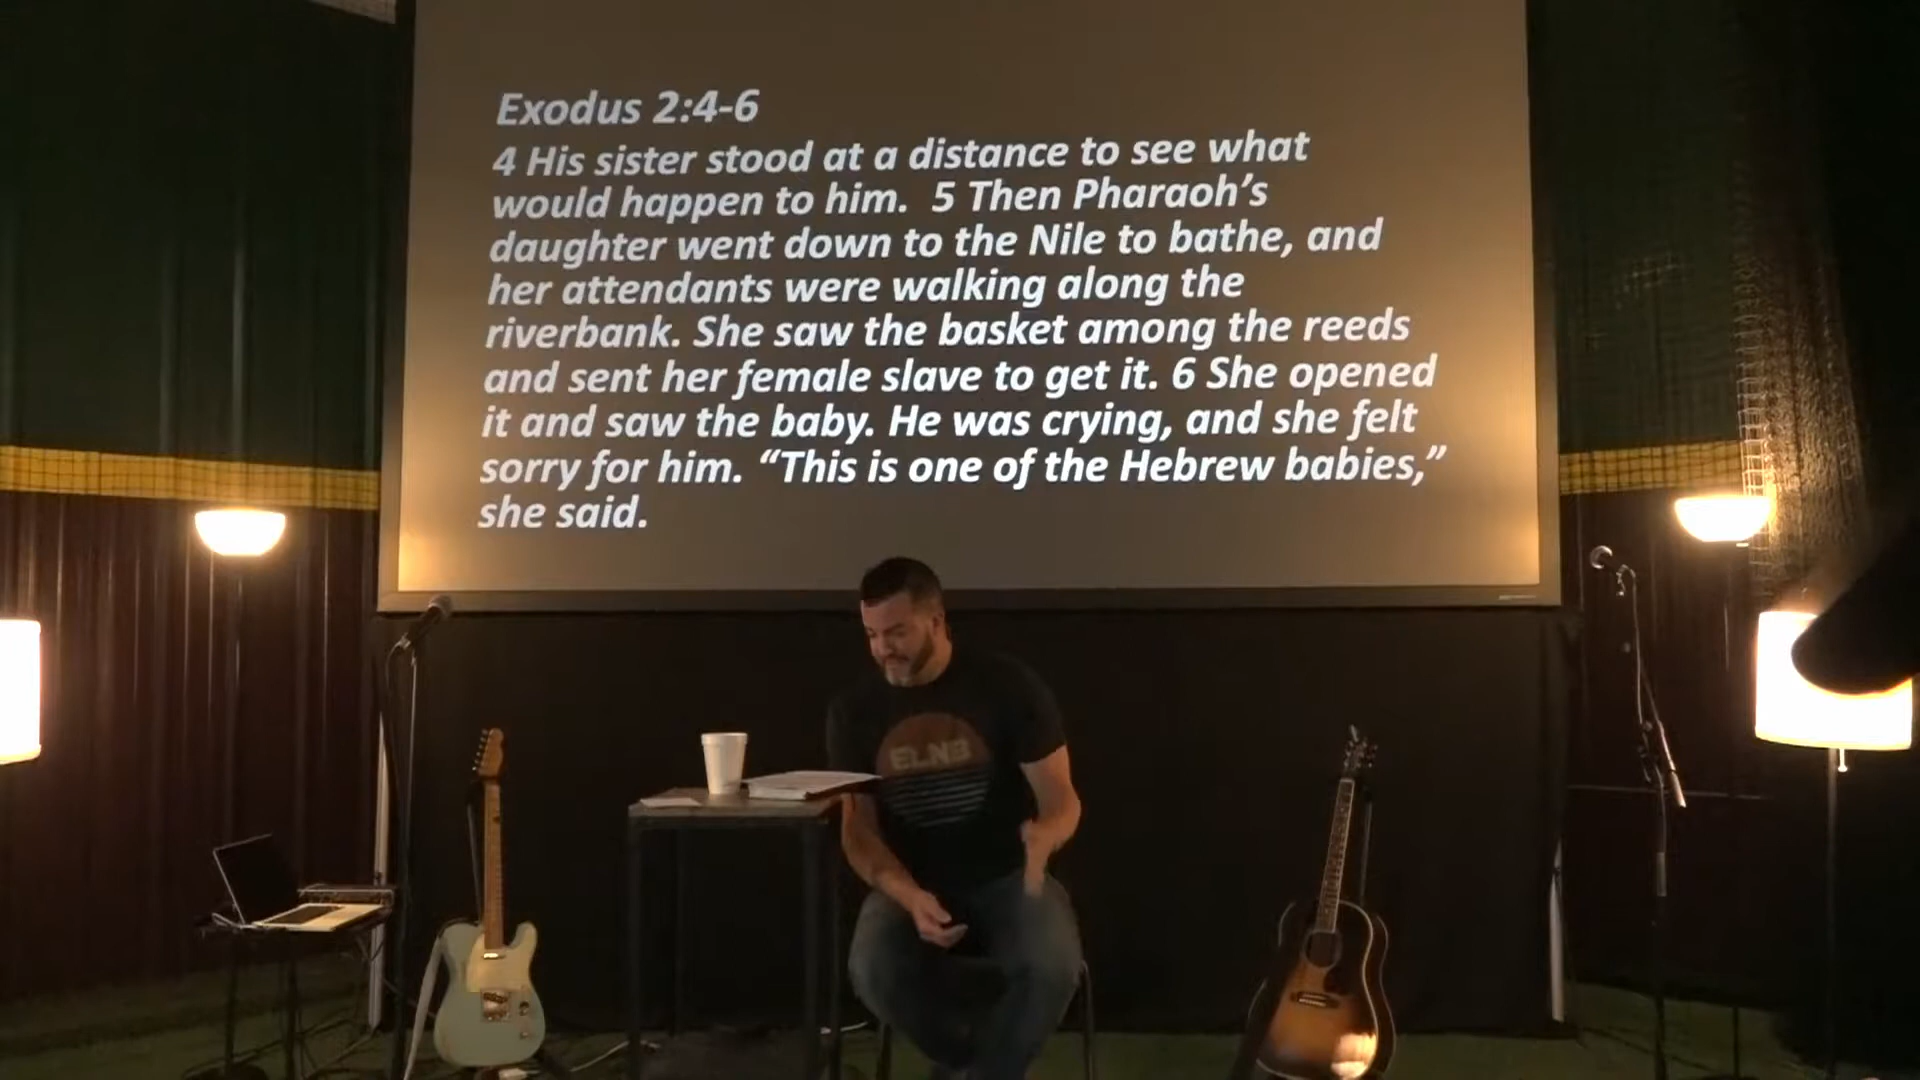 Exodus 2:4-6
4 His sister stood at a distance to see what
would happen to him.  5 Then Pharaoh’s
daughter went down to the Nile to bathe, and
her attendants were walking along the
riverbank. She saw the basket among the reeds
and sent her female slave to get it. 6 She opened
it and saw the baby. He was crying, and she felt
sorry for him. “This is one of the Hebrew babies,”
she said.
ELNB